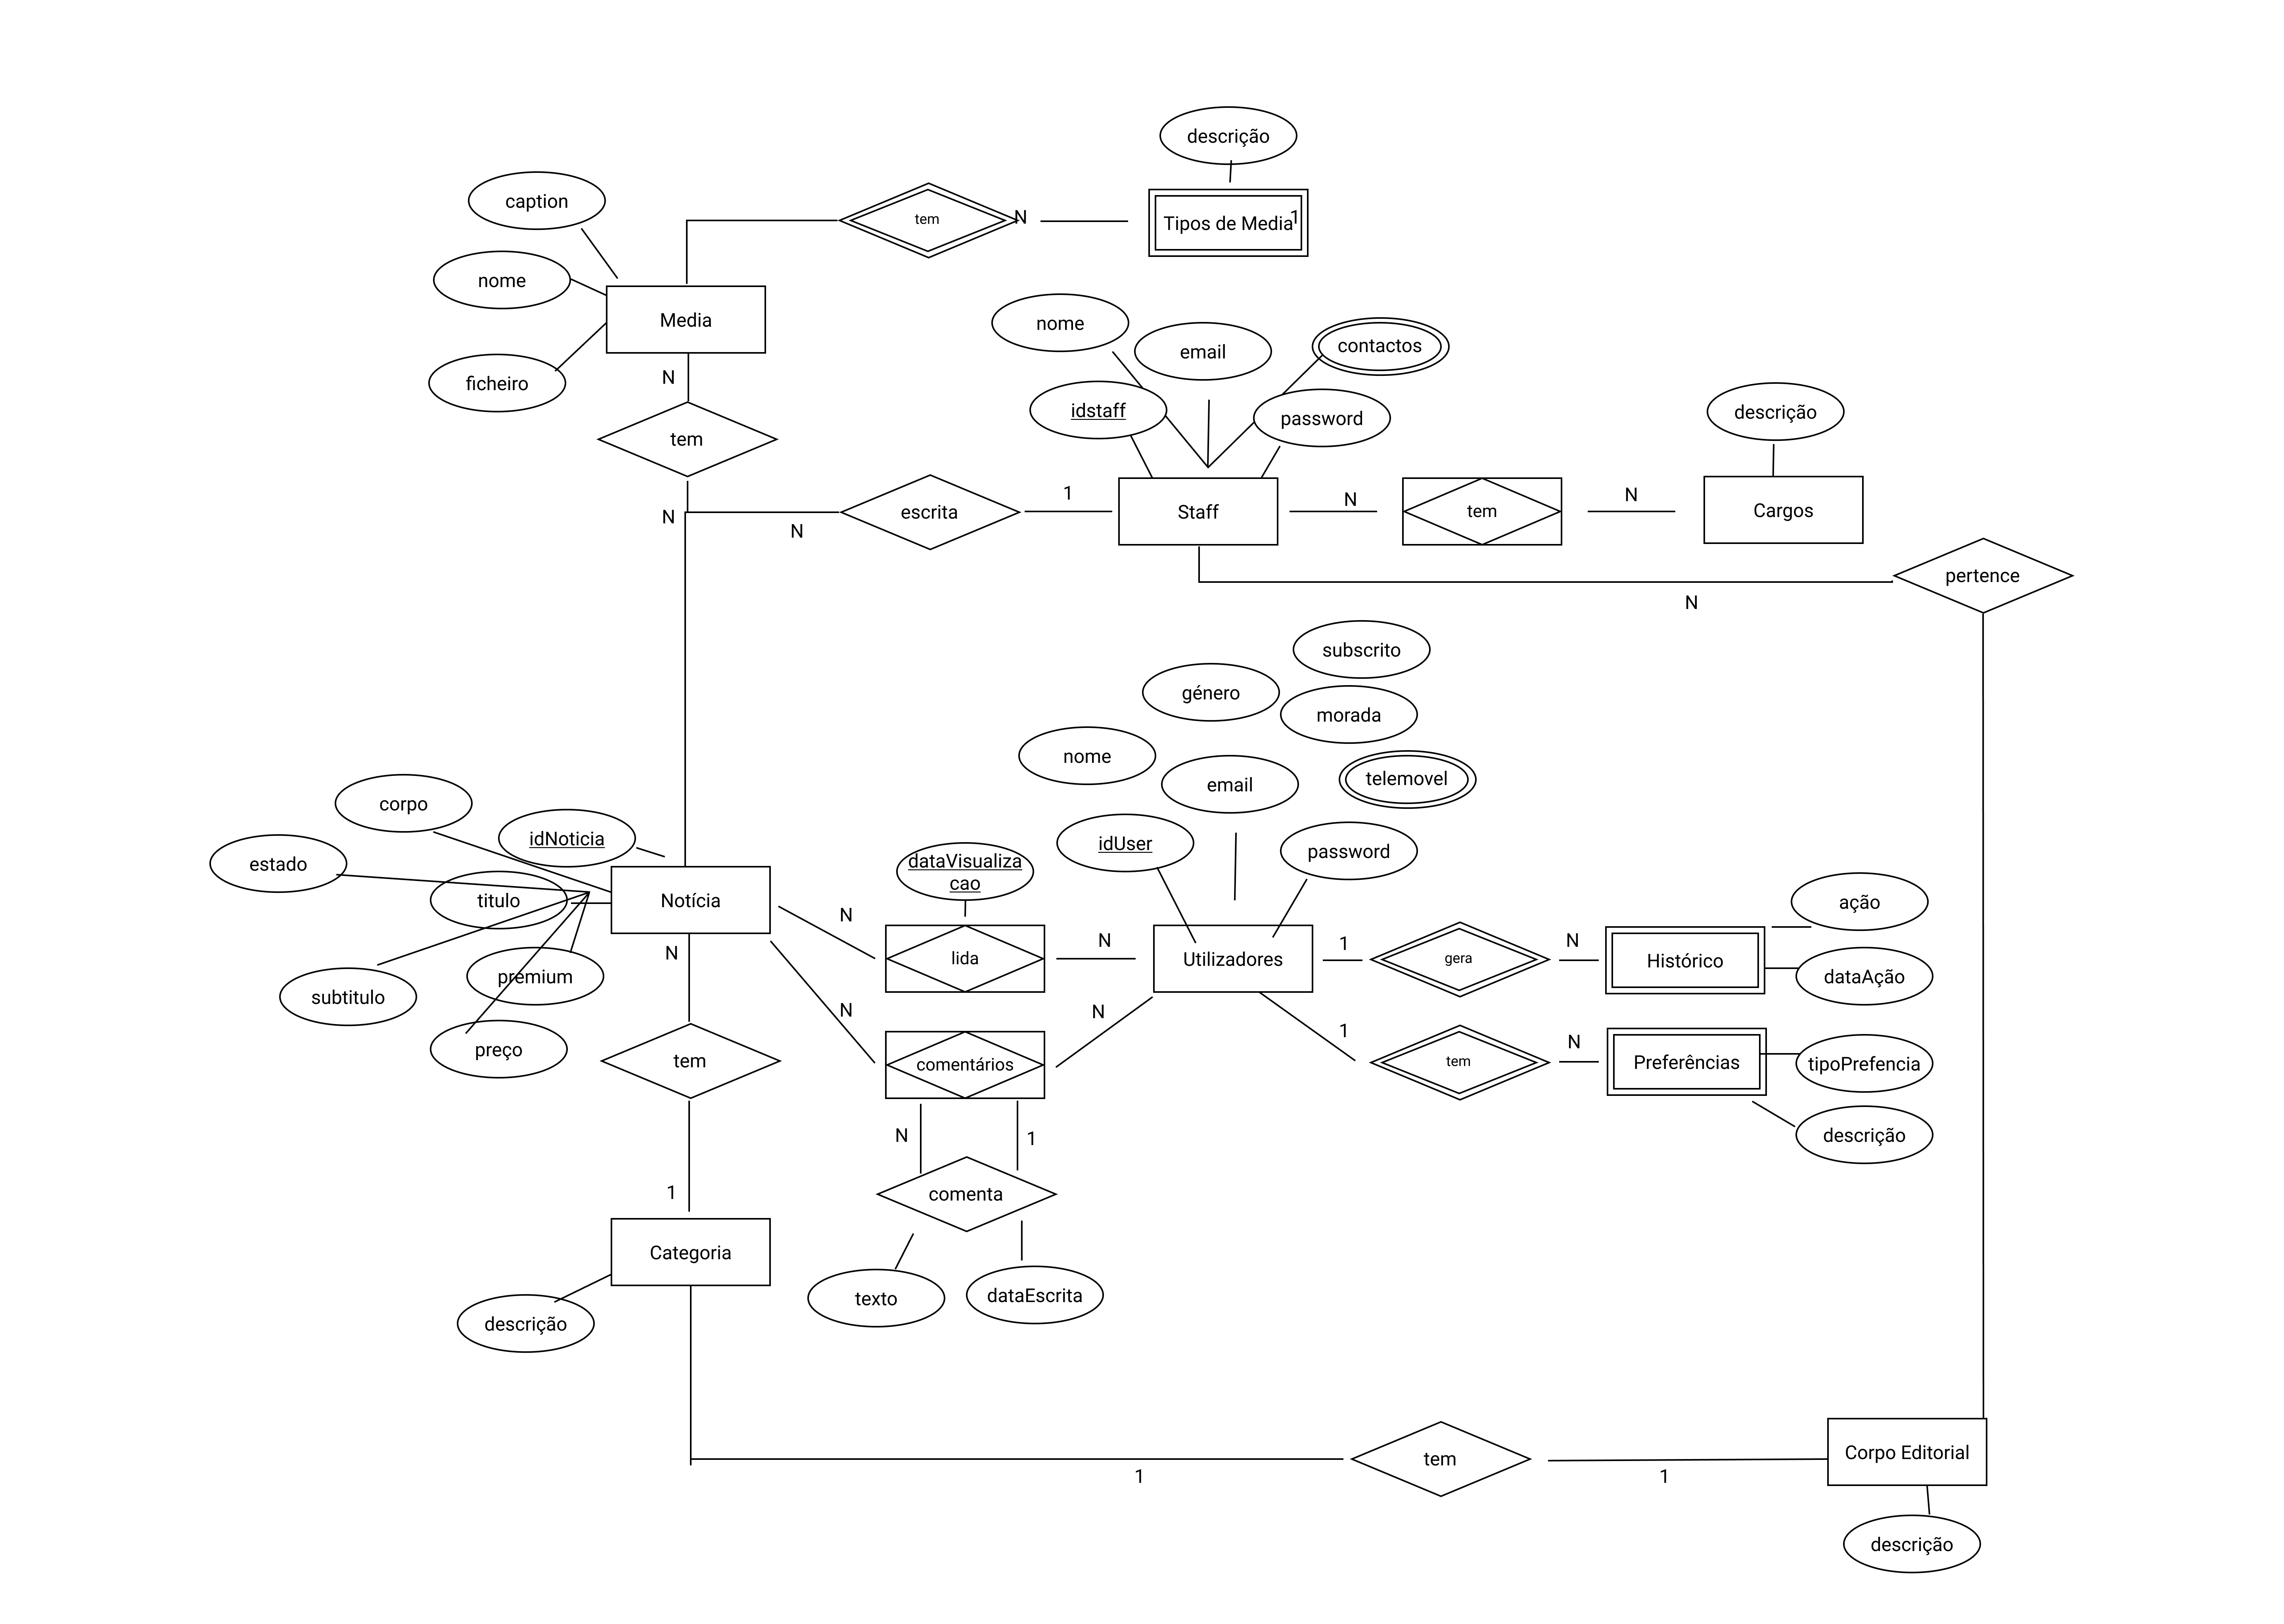 descrição
caption
tem
N
Tipos de Media
1
nome
Media
ficheiro
N
tem
N
nome
email
contactos
idstaff
password
descrição
escrita
N
1
Staff
N
tem
N
Cargos
pertence
N
subscrito
género
morada
nome
email
telemovel
idUser
password
corpo
idNoticia
estado
titulo
Notícia
subtitulo
premium
preço
dataVisualiza
cao
N
lida
N
Utilizadores
1
gera
N
Histórico
ação
dataAção
N
tem
N
comentários
N
1
tem
N
Preferências
tipoPrefencia
descrição
N
1
comenta
texto
dataEscrita
1
Categoria
descrição
1
tem
1
Corpo Editorial
descrição